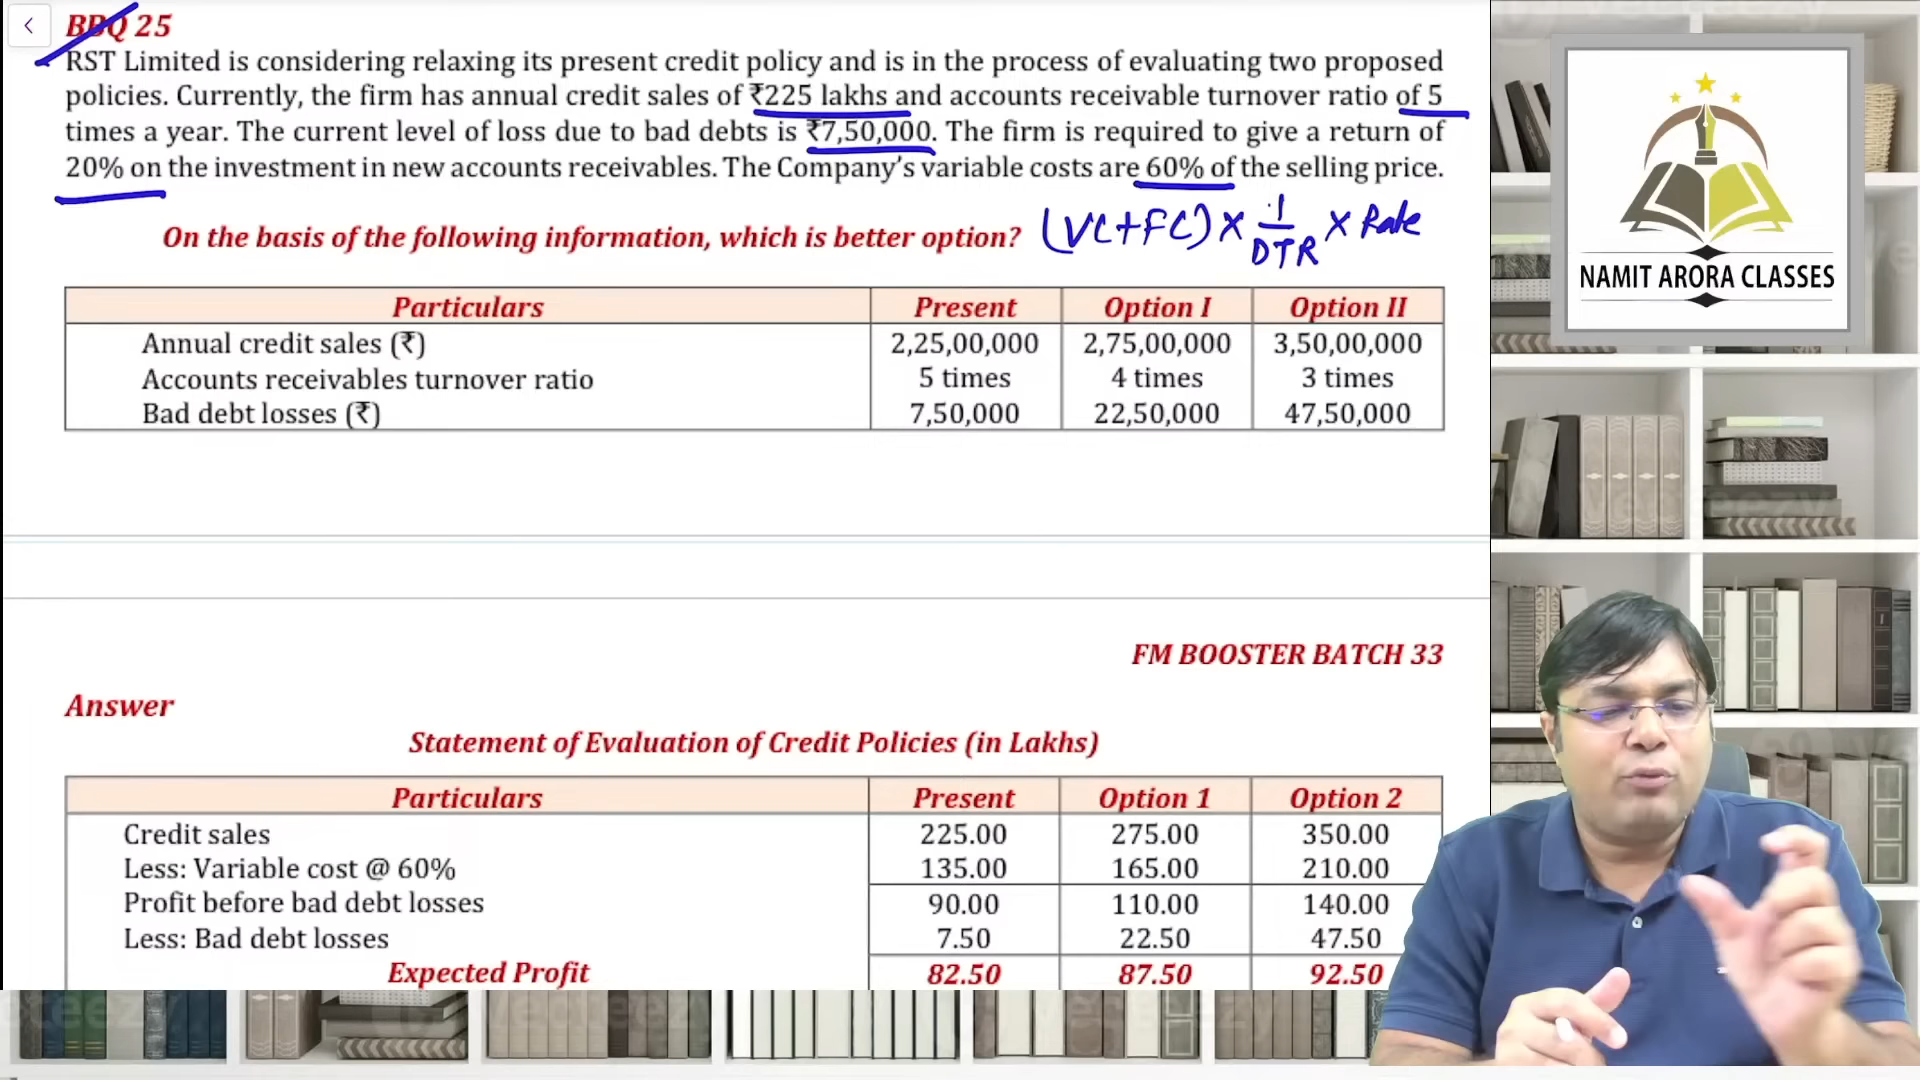 BBQ 25
RST Limited is considering relaxing its present credit policy and is in the process of evaluating two proposed
policies. Currently, the firm has annual credit sales of ₹225 lakhs and accounts receivable turnover ratio of 5
times a year. The current level of loss due to bad debts is ₹7,50,000. The firm is required to give a return of
20% on the investment in new accounts receivables. The Company's variable costs are 60% of the selling price.
On the basis of the following information, which is better option? (VC+FC) × 1/DTR × Rate
Particulars Present Option I Option II
Annual credit sales (₹) 2,25,00,000 2,75,00,000 3,50,00,000
Accounts receivables turnover ratio 5 times 4 times 3 times
Bad debt losses (₹) 7,50,000 22,50,000 47,50,000
FM BOOSTER BATCH 33
Answer
Statement of Evaluation of Credit Policies (in Lakhs)
Particulars Present Option 1 Option 2
Credit sales 225.00 275.00 350.00
Less: Variable cost @ 60% 135.00 165.00 210.00
Profit before bad debt losses 90.00 110.00 140.00
Less: Bad debt losses 7.50 22.50 47.50
Expected Profit 82.50 87.50 92.50
NAMIT ARORA CLASSES